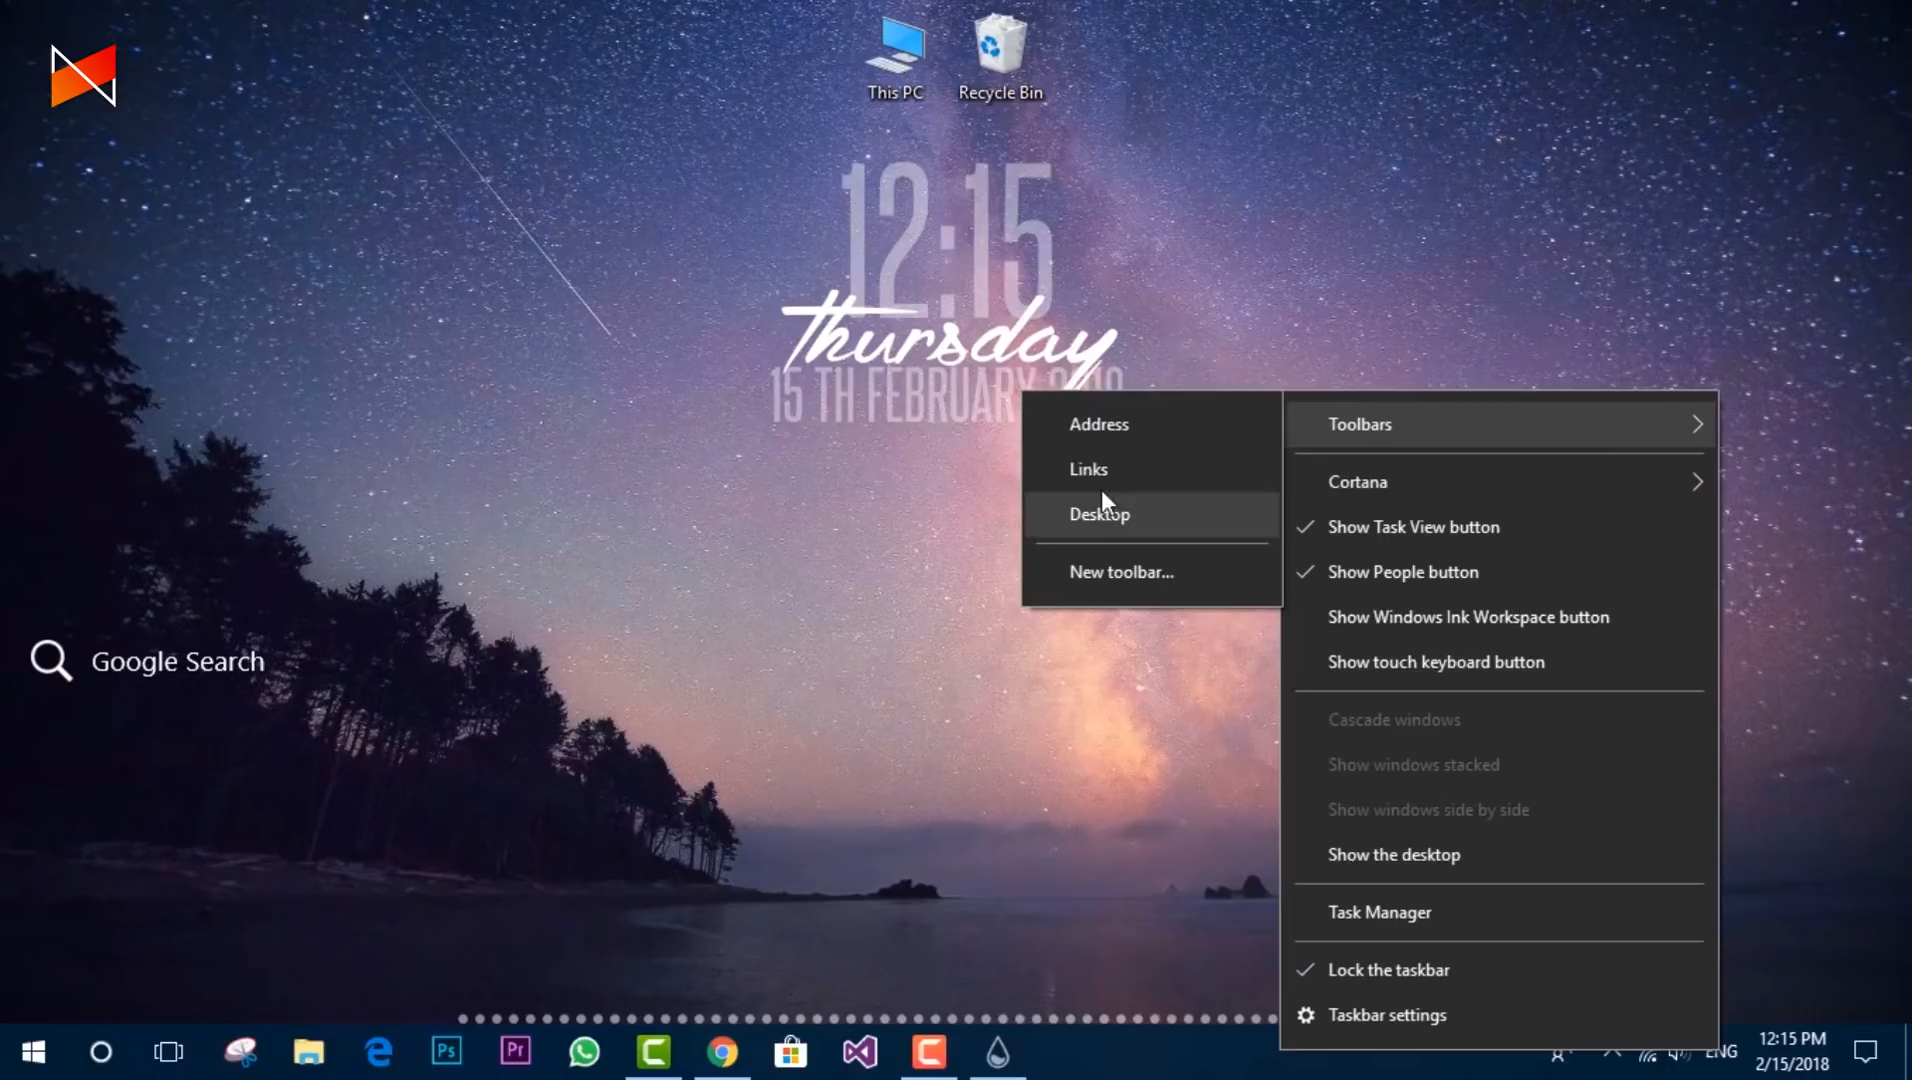 This PC
Recycle Bin
12:15
Thursday
15 TH FEBRUARY
Address
Links
Desktop
New toolbar...
Toolbars
Cortana
Show Task View button
Show People button
Show Windows Ink Workspace button
Show touch keyboard button
Cascade windows
Show windows stacked
Show windows side by side
Show the desktop
Task Manager
Lock the taskbar
Taskbar settings
Google Search
Ps
Pr
ENG
12:15 PM
2/15/2018